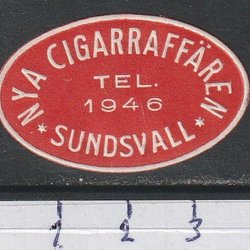 NYA CIGARRAFFÄREN
TEL.
1946
* SUNDSVALL *
1 2 3